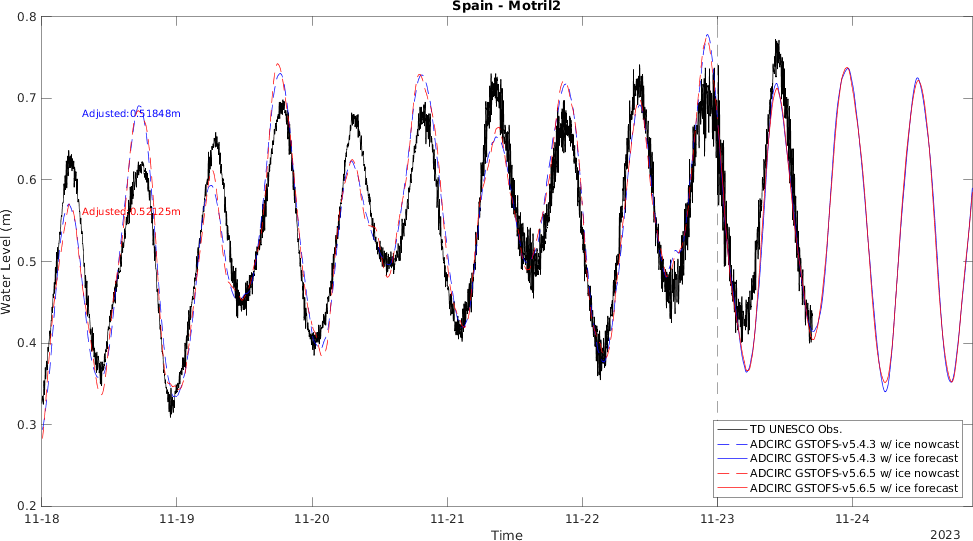 Spain - Motril2
0.8
0.7
0.6
0.5
0.4
0.3
0.2
Water Level (m)
Adjusted:0.51848m
Adjusted:0.52125m
TD UNESCO Obs.
ADCIRC GSTOFS-v5.4.3 w/ ice nowcast
ADCIRC GSTOFS-v5.4.3 w/ ice forecast
ADCIRC GSTOFS-v5.6.5 w/ ice nowcast
ADCIRC GSTOFS-v5.6.5 w/ ice forecast
11-18 11-19 11-20 11-21 11-22 11-23 11-24
Time
2023